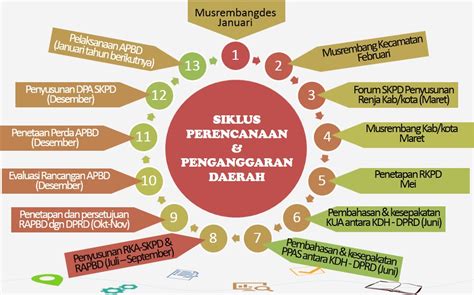 Musrembangdes
Januari
1
Musrembang Kecamatan
Februari
2
Forum SKPD Penyusunan
Renja Kab/kota (Maret)
3
Musrembang Kab/kota
Maret
4
Penetapan RKPD
Mei
5
Pembahasan & kesepakatan
KUA antara KDH - DPRD (Juni)
6
Pembahasan & kesepakatan
PPAS antara KDH - DPRD (Juni)
7
Penyusunan RKA-SKPD &
RAPBD (Juli – September)
8
Penetapan dan persetujuan
RAPBD dgn DPRD (Okt-Nov)
9
Evaluasi Rancangan APBD
(Desember)
10
Penetaan Perda APBD
(Desember)
11
Penyusunan DPA SKPD
(Desember)
12
Pelaksanaan APBD
(Januari tahun berikutnya)
13
SIKLUS
PERENCANAAN
&
PENGANGGARAN
DAERAH